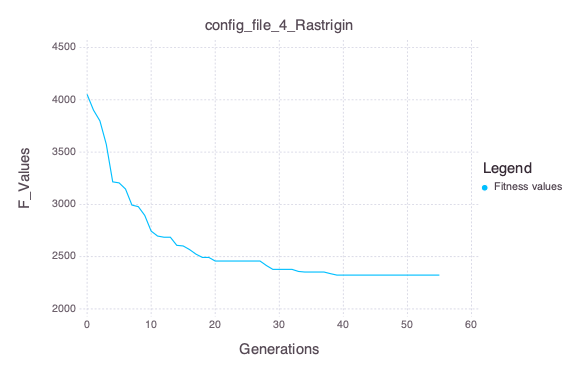 config_file_4_Rastrigin
4500
4000
3500
3000
2500
2000
F_Values
0 10 20 30 40 50 60
Generations
Legend
Fitness values